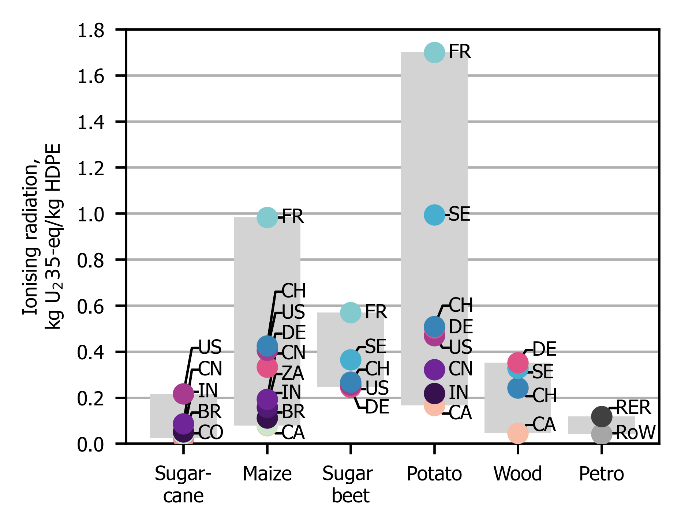 Ionising radiation,
kg U₂35-eq/kg HDPE
1.8
1.6
1.4
1.2
1.0
0.8
0.6
0.4
0.2
0.0
US
CN
IN
BR
CO
FR
CH
US
DE
CN
ZA
IN
BR
CA
FR
SE
CH
US
DE
FR
SE
CH
DE
US
CN
IN
CA
DE
SE
CH
CA
RER
RoW
Sugar-
cane
Maize
Sugar
beet
Potato
Wood
Petro